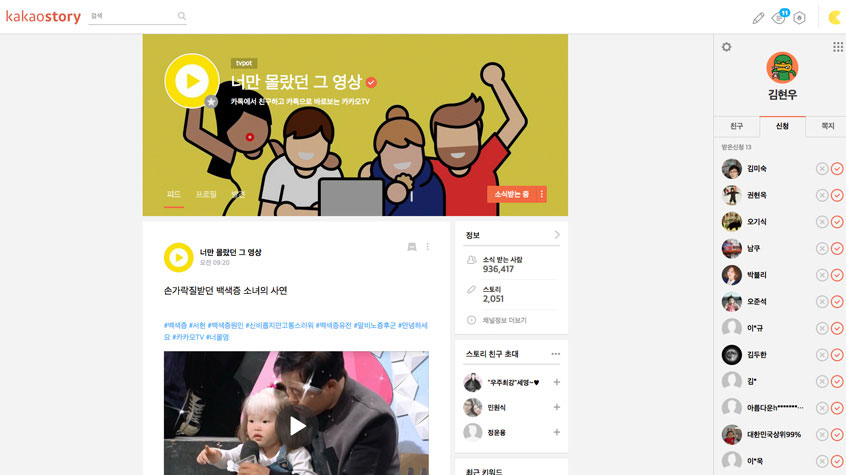 kakaostory
검색
11
tvpot
너만 몰랐던 그 영상
카톡에서 친구하고 카톡으로 바로보는 카카오TV
피드
프로필
소식받는 중
너만 몰랐던 그 영상
오전 09:20
손가락질받던 백색증 소녀의 사연
#백색증 #서현 #백색증원인 #신비롭지만고통스러워 #백색증유전 #알비노증후군 #안녕하세
요 #카카오TV #너몰영
정보
소식 받는 사람
936,417
스토리
2,051
채널정보 더보기
스토리 친구 초대
"우주최강"세영~♥
민원식
정윤용
최근 키워드
김현우
친구
신청
쪽지
받은신청 13
김미숙
권현옥
오기식
남쿠
박불리
오준석
이*규
김두한
김*
아름다운h*******···
대한민국상위99%
이*욱